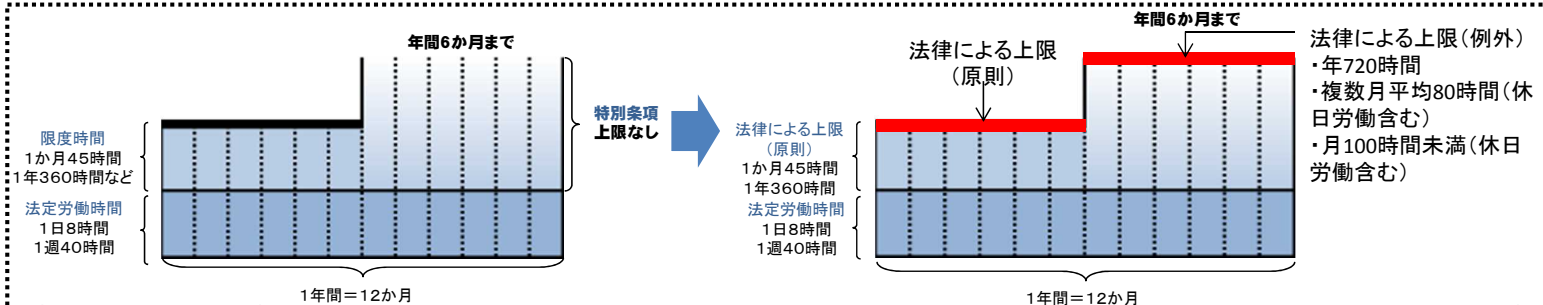 年間6か月まで
限度時間
1か月45時間
1年360時間など
法定労働時間
1日8時間
1週40時間
特別条項
上限なし
1年間=12か月
年間6か月まで
法律による上限
(原則)
法律による上限(例外)
・年720時間
・複数月平均80時間(休
日労働含む)
・月100時間未満(休日
労働含む)
法律による上限
(原則)
1か月45時間
1年360時間
法定労働時間
1日8時間
1週40時間
1年間=12か月